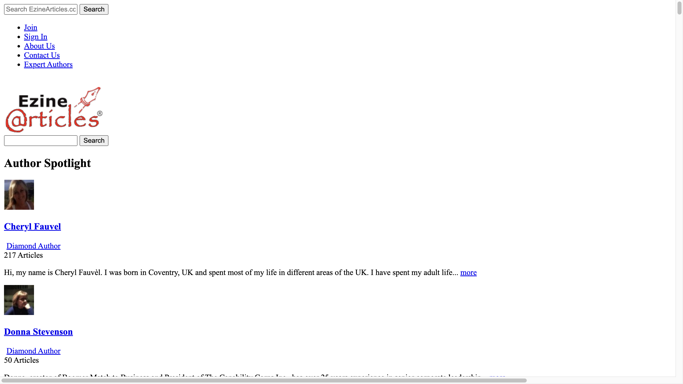 Search EzineArticles.cc
Search
Join
Sign In
About Us
Contact Us
Expert Authors
Ezine
@rticles®
Search
Author Spotlight
Cheryl Fauvel
Diamond Author
217 Articles
Hi, my name is Cheryl Fauvèl. I was born in Coventry, UK and spent most of my life in different areas of the UK. I have spent my adult life... more
Donna Stevenson
Diamond Author
50 Articles